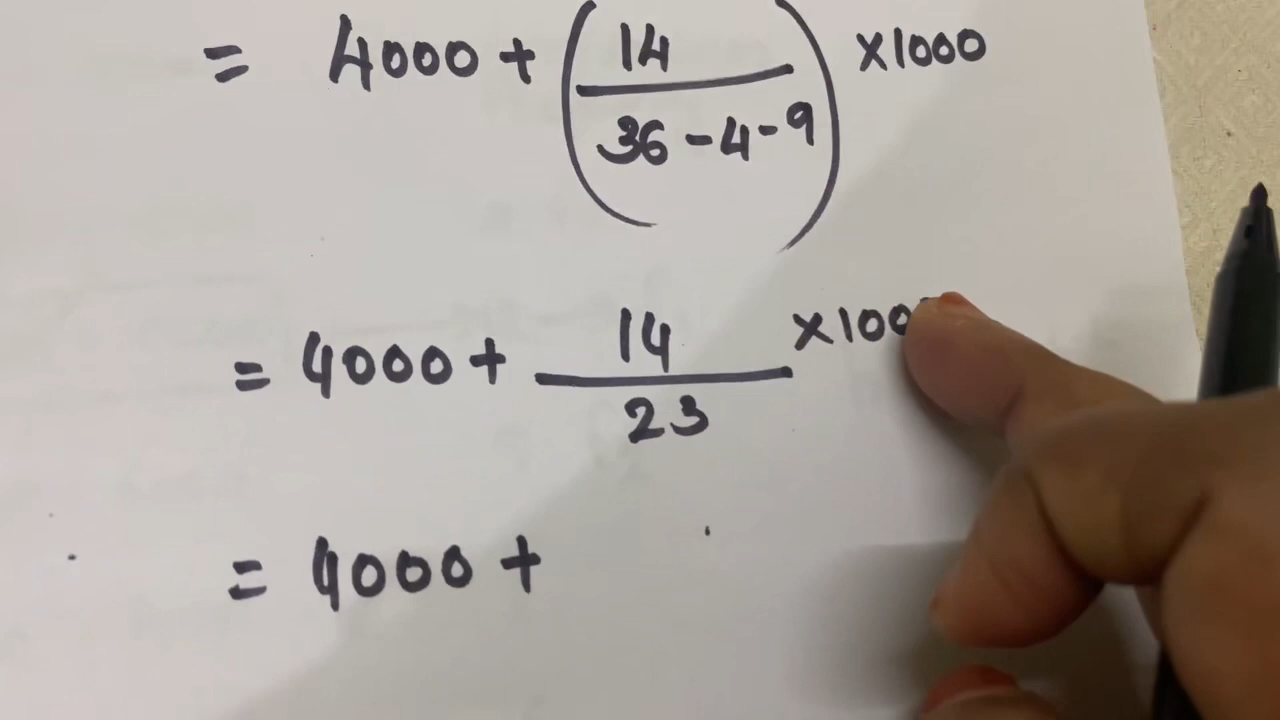 = 4000 + ( 14 / 36 - 4 - 9 ) ×1000
= 4000 + 14 / 23 ×100
= 4000 +